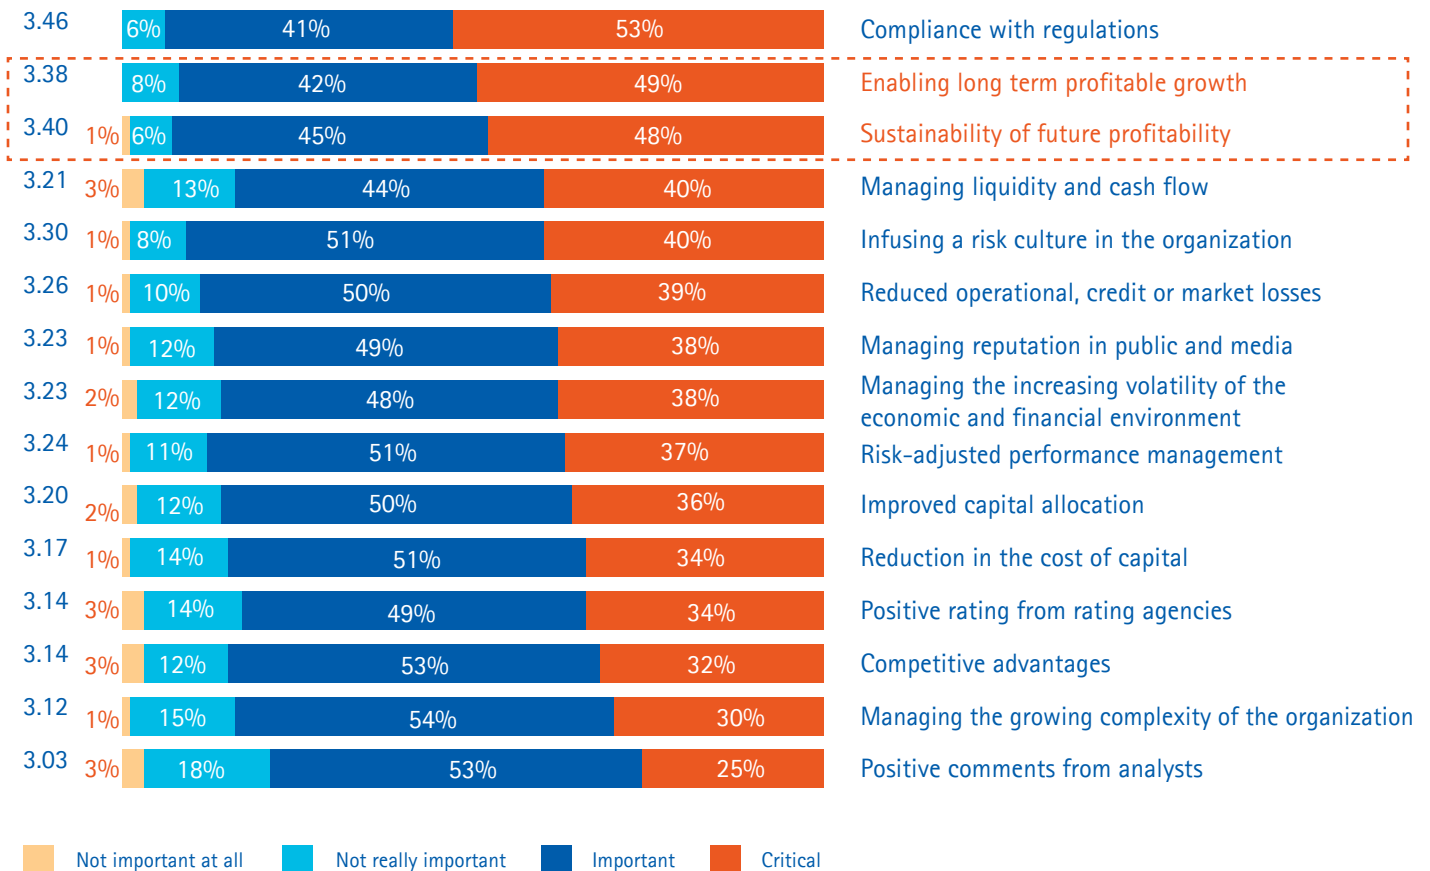 3.46 6% 41% 53% Compliance with regulations
3.38 8% 42% 49% Enabling long term profitable growth
3.40 1% 6% 45% 48% Sustainability of future profitability
3.21 3% 13% 44% 40% Managing liquidity and cash flow
3.30 1% 8% 51% 40% Infusing a risk culture in the organization
3.26 1% 10% 50% 39% Reduced operational, credit or market losses
3.23 1% 12% 49% 38% Managing reputation in public and media
3.23 2% 12% 48% 38% Managing the increasing volatility of the
economic and financial environment
3.24 1% 11% 51% 37% Risk-adjusted performance management
3.20 2% 12% 50% 36% Improved capital allocation
3.17 1% 14% 51% 34% Reduction in the cost of capital
3.14 3% 14% 49% 34% Positive rating from rating agencies
3.14 3% 12% 53% 32% Competitive advantages
3.12 1% 15% 54% 30% Managing the growing complexity of the organization
3.03 3% 18% 53% 25% Positive comments from analysts
Not important at all Not really important Important Critical